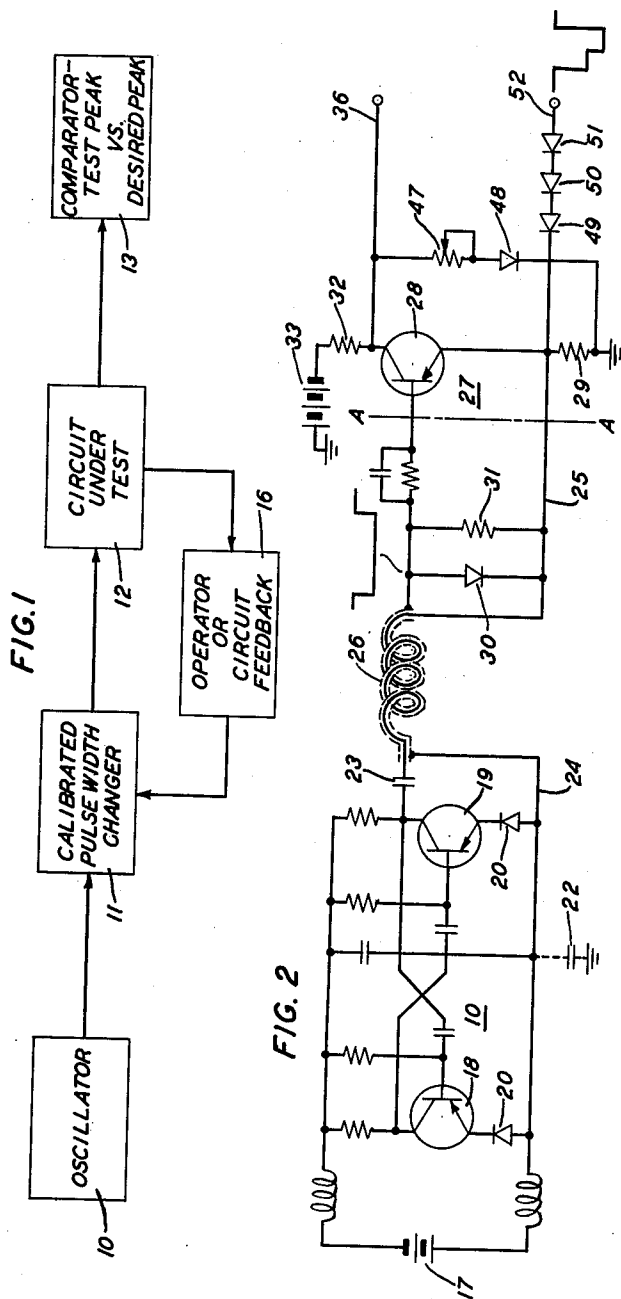 FIG. 1
OSCILLATOR
10
CALIBRATED
PULSE WIDTH
CHANGER
11
CIRCUIT
UNDER
TEST
12
COMPARATOR-
TEST PEAK
VS.
DESIRED PEAK
13
OPERATOR
OR
CIRCUIT
FEEDBACK
16
FIG. 2
17
18
20
10
19
20
22
23
24
26
30
31
25
A
A
27
28
29
33
32
36
47
48
49
50
51
52